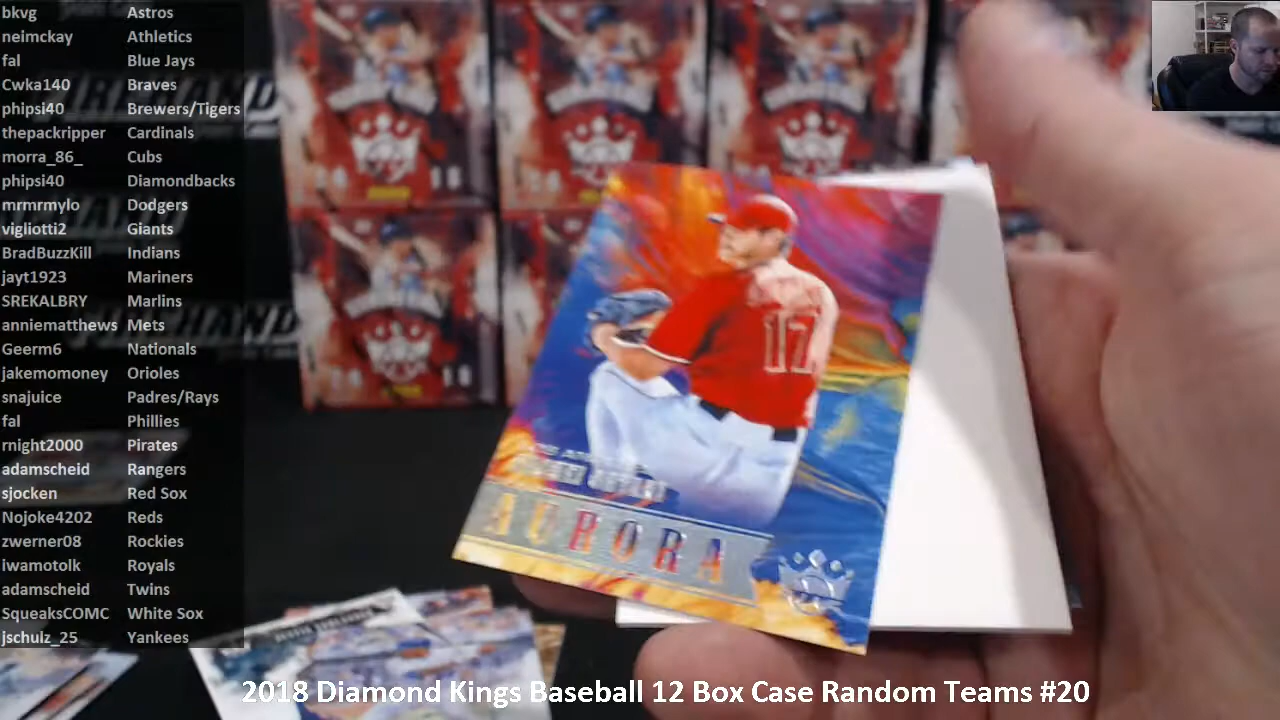 bkvg Astros
neimckay Athletics
fal Blue Jays
Cwka140 Braves
phipsi40 Brewers/Tigers
thepackripper Cardinals
morra_86_ Cubs
phipsi40 Diamondbacks
mrmrmylo Dodgers
vigliotti2 Giants
BradBuzzKill Indians
jayt1923 Mariners
SREKALBRY Marlins
anniematthews Mets
Geerm6 Nationals
jakemomoney Orioles
snajuice Padres/Rays
fal Phillies
rnight2000 Pirates
adamscheid Rangers
sjocken Red Sox
Nojoke4202 Reds
zwerner08 Rockies
iwamotolk Royals
adamscheid Twins
SqueaksCOMC White Sox
jschulz_25 Yankees
17
AURORA
2018 Diamond Kings Baseball 12 Box Case Random Teams #20